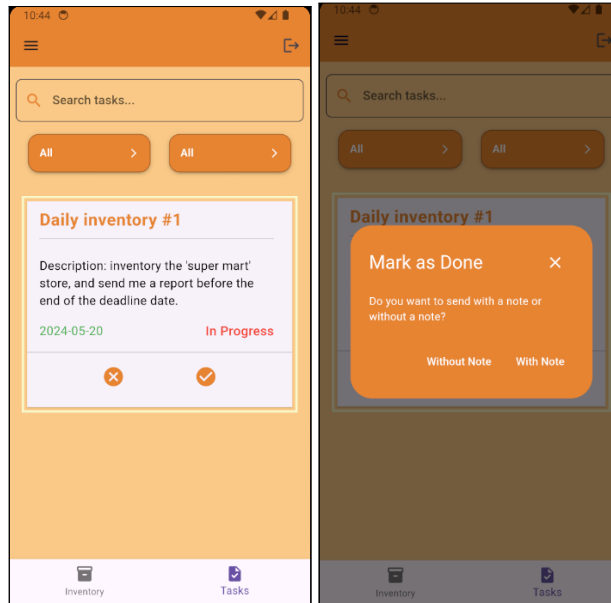 10:44
Search tasks...
All
All
Daily inventory #1
Description: inventory the 'super mart'
store, and send me a report before the
end of the deadline date.
2024-05-20 In Progress
Inventory
Tasks
10:44
Search tasks...
All
All
Daily inventory #1
Mark as Done
Do you want to send with a note or
without a note?
Without Note With Note
Inventory
Tasks